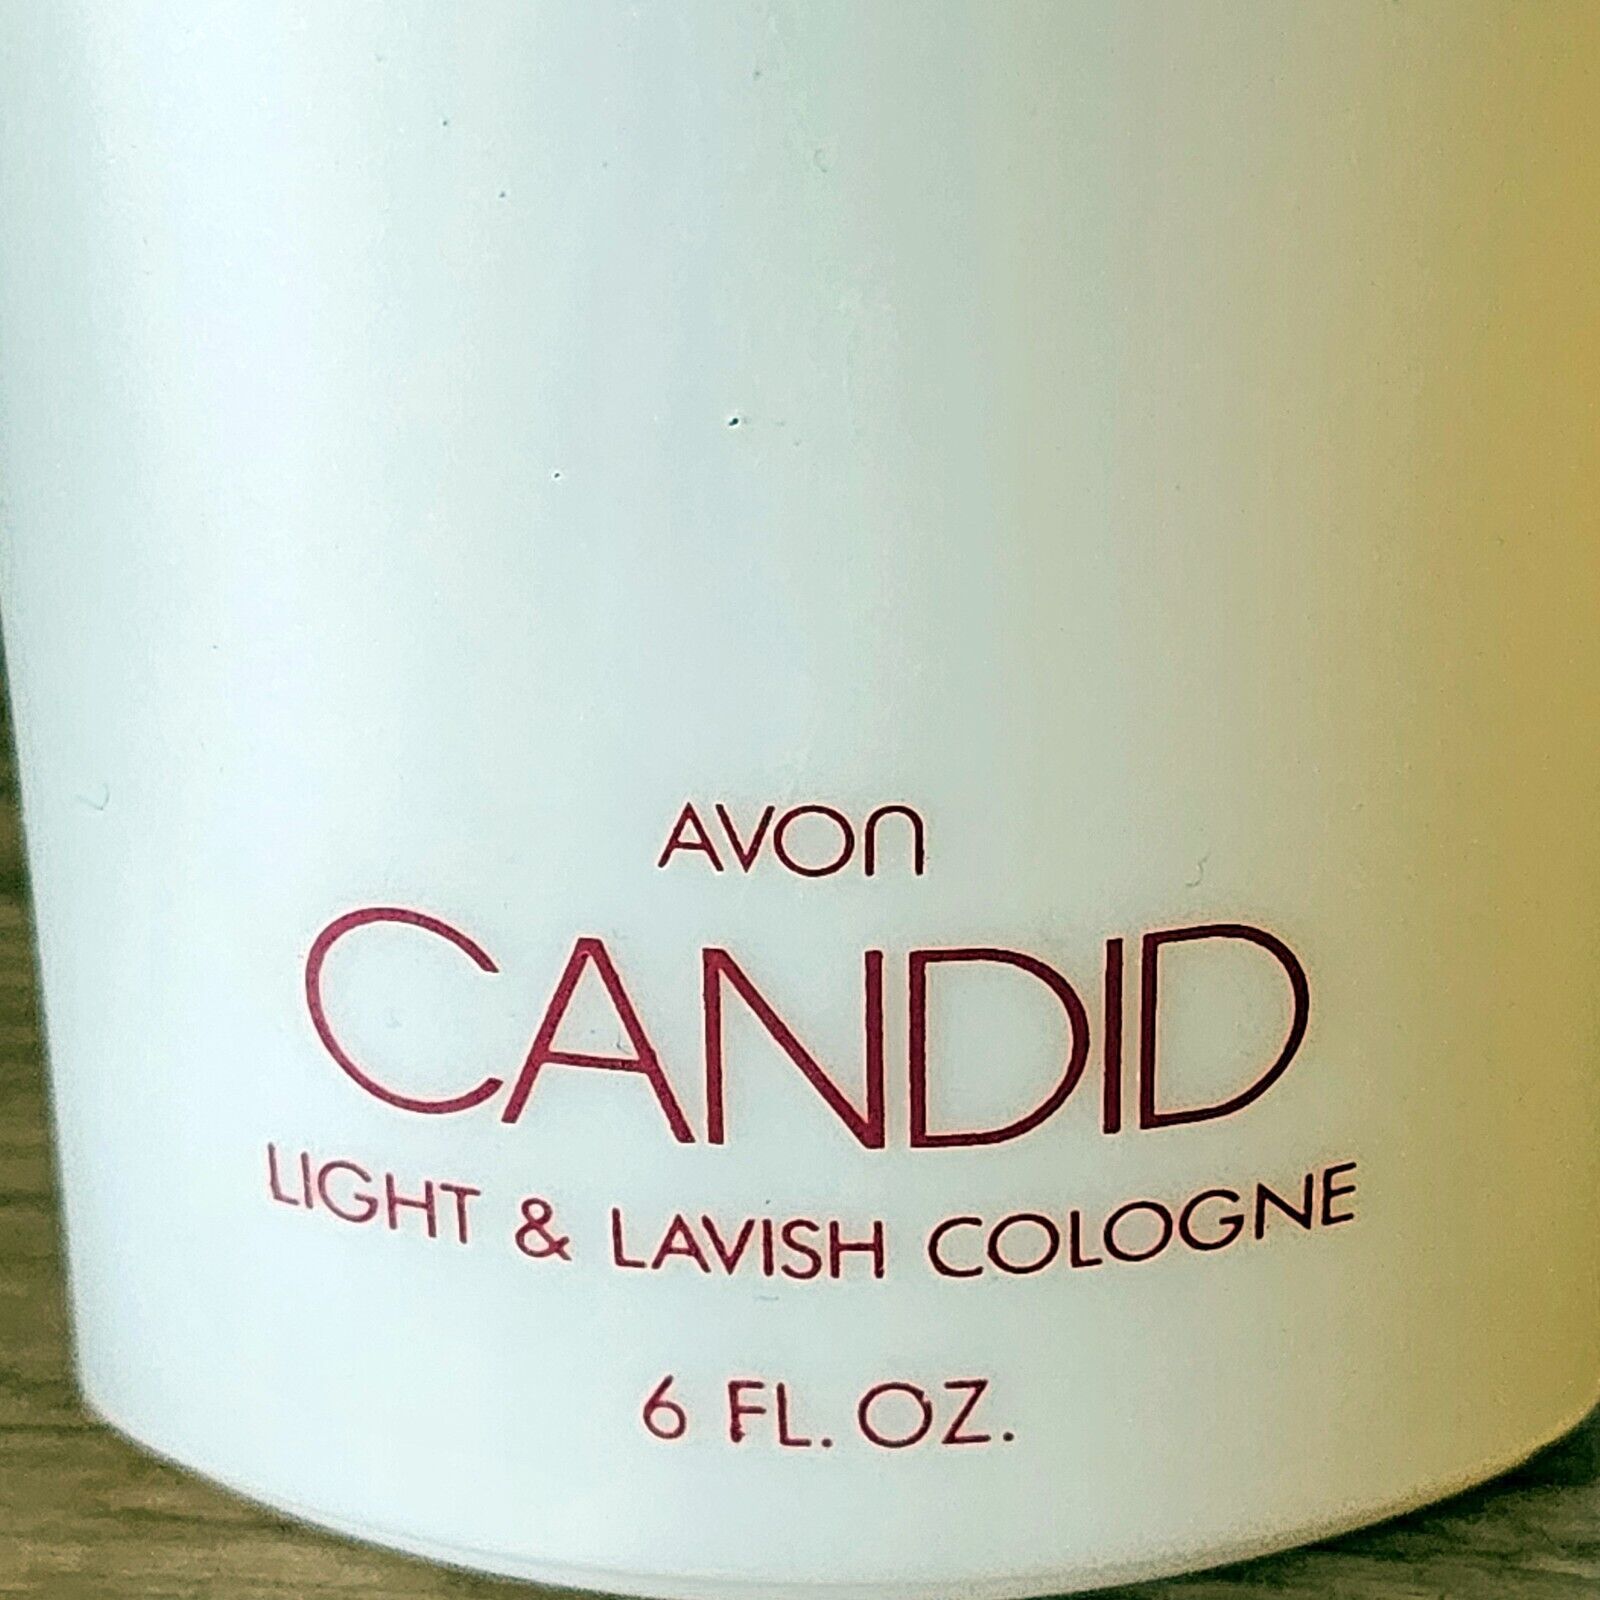 AVON
CANDID
LIGHT & LAVISH COLOGNE
6 FL. OZ.